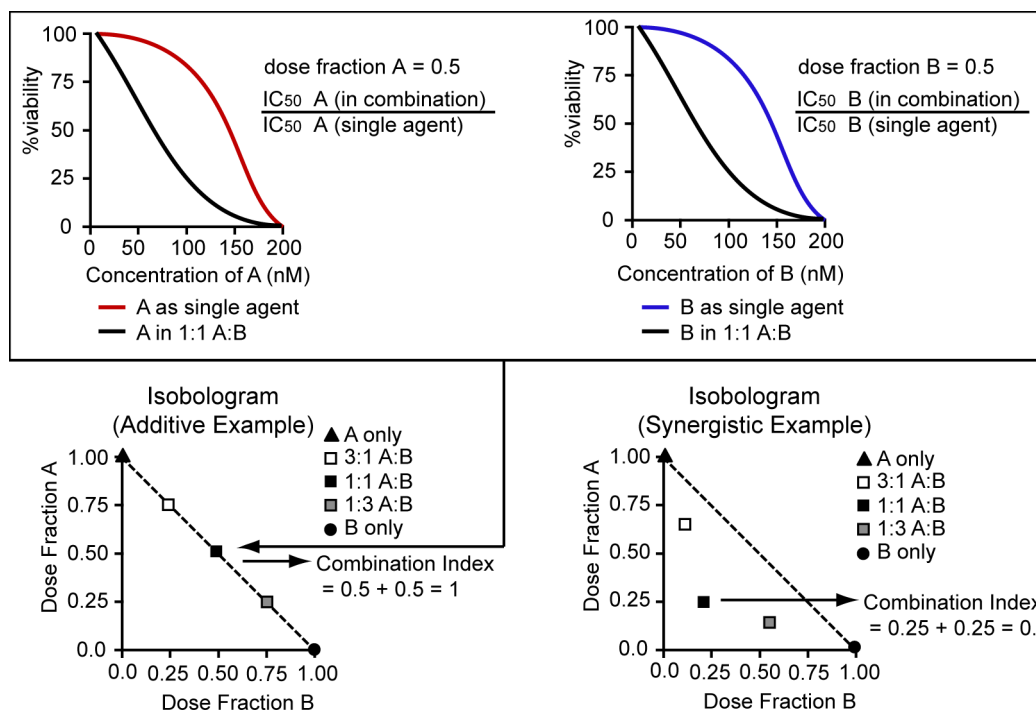 100
75
50
25
0
%viability
0 50 100 150 200
Concentration of A (nM)
dose fraction A = 0.5
IC50 A (in combination)
IC50 A (single agent)
A as single agent
A in 1:1 A:B
100
75
50
25
0
%viability
0 50 100 150 200
Concentration of B (nM)
dose fraction B = 0.5
IC50 B (in combination)
IC50 B (single agent)
B as single agent
B in 1:1 A:B
Isobologram
(Additive Example)
A only
3:1 A:B
1:1 A:B
1:3 A:B
B only
1.00
0.75
0.50
0.25
0.0
Dose Fraction A
Combination Index
= 0.5 + 0.5 = 1
0.0 0.25 0.50 0.75 1.00
Dose Fraction B
Isobologram
(Synergistic Example)
A only
3:1 A:B
1:1 A:B
1:3 A:B
B only
1.00
0.75
0.50
0.25
0.0
Dose Fraction A
Combination Index
= 0.25 + 0.25 = 0.
0.0 0.25 0.50 0.75 1.00
Dose Fraction B